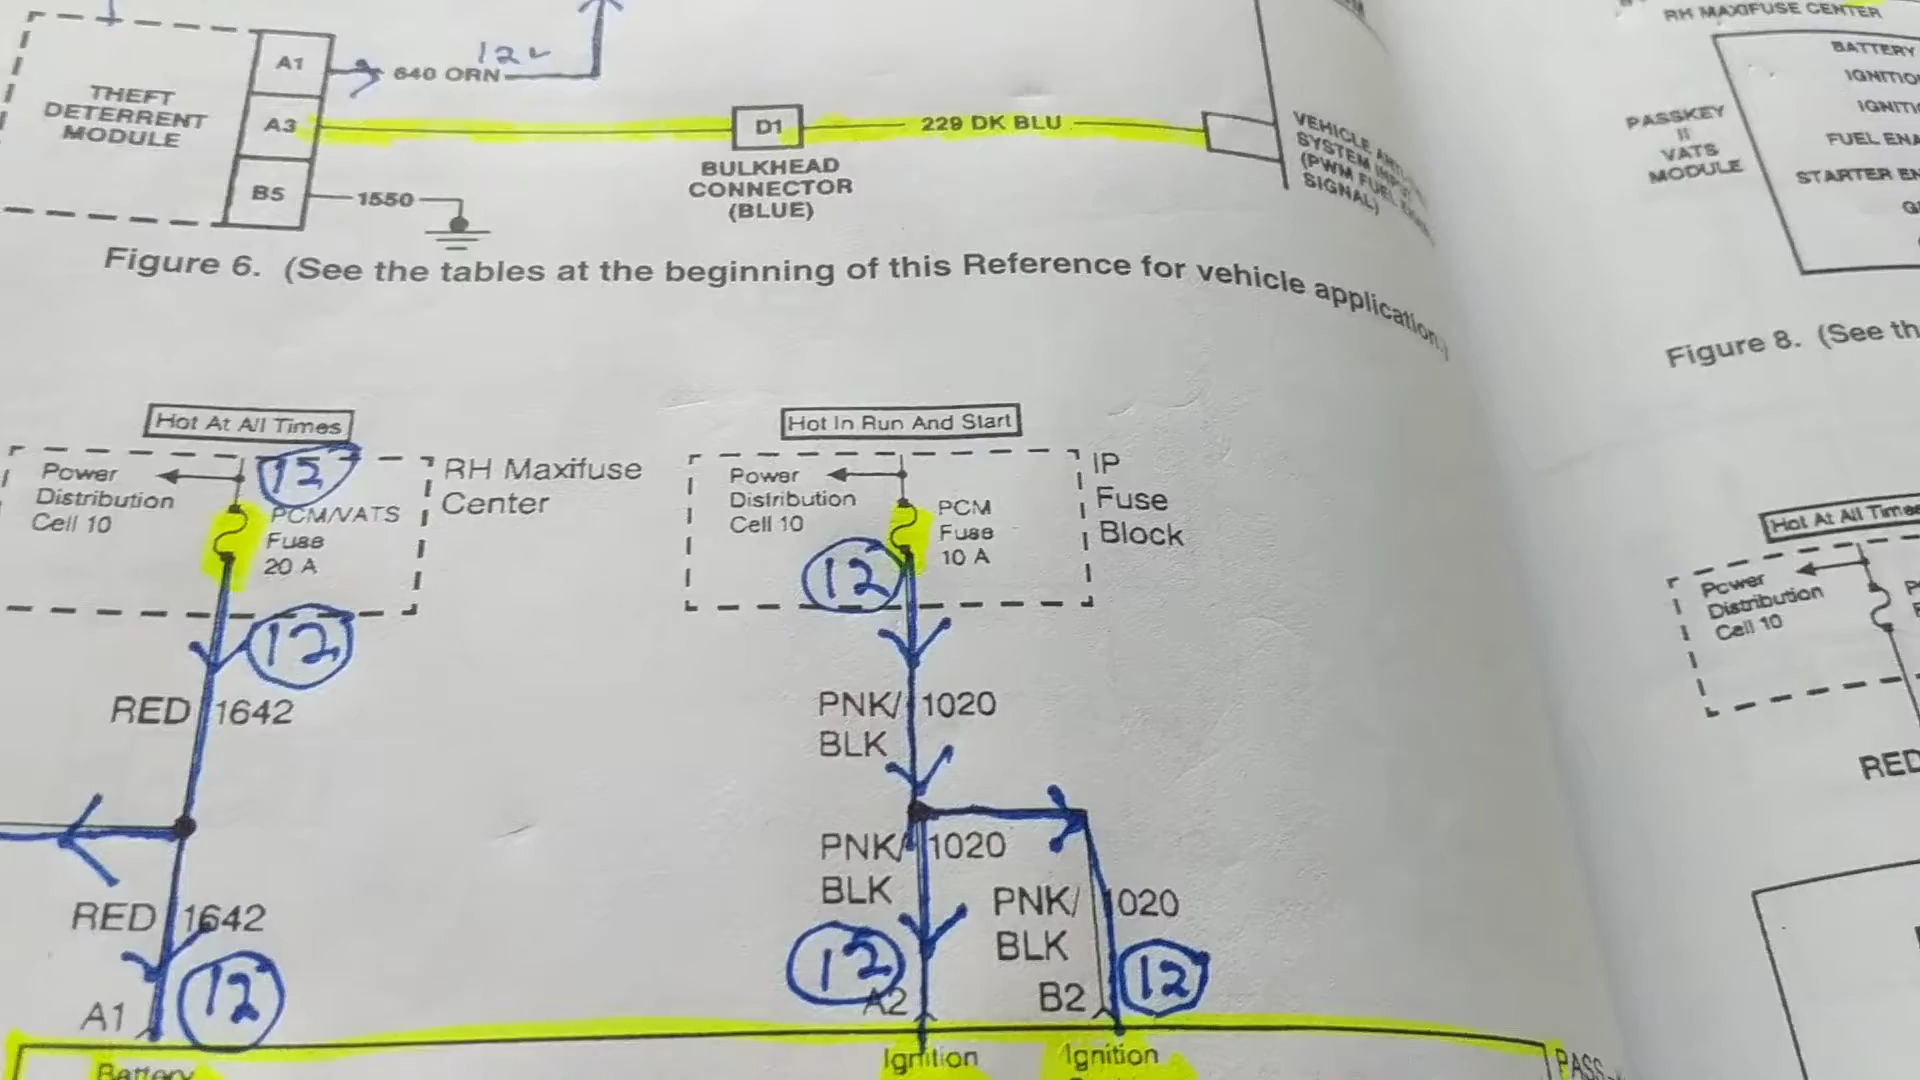 12v
A1
640 ORN
THEFT
DETERRENT
MODULE
A3
D1
229 DK BLU
B5
1550
BULKHEAD
CONNECTOR
(BLUE)
VEHICLE
SYSTEM
(PWM FUEL
SIGNAL)
Figure 6. (See the tables at the beginning of this Reference for vehicle application.)
Hot At All Times
Power
Distribution
Cell 10
12
PCM/VATS
Fuse
20 A
RH Maxifuse
Center
12
RED 1642
RED 1642
A1
12
Battery
Hot In Run And Start
Power
Distribution
Cell 10
PCM
Fuse
10 A
12
IP
Fuse
Block
PNK/ 1020
BLK
PNK/ 1020
BLK
PNK/ 1020
BLK
12
A2
B2
12
Ignition
Ignition
PASS-
RH MAXIFUSE CENTER
BATTERY
IGNITIO
IGNITI
FUEL ENA
STARTER EN
PASSKEY
II
VATS
MODULE
Figure 8. (See th
Hot At All Times
Power
Distribution
Cell 10
RED